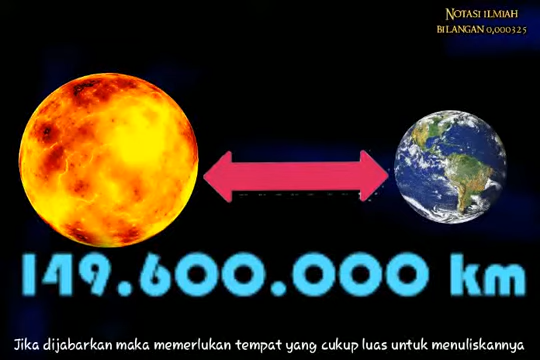 NOTASI ILMIAH
BILANGAN 0,000325
149.600.000 km
Jika dijabarkan maka memerlukan tempat yang cukup luas untuk menuliskannya